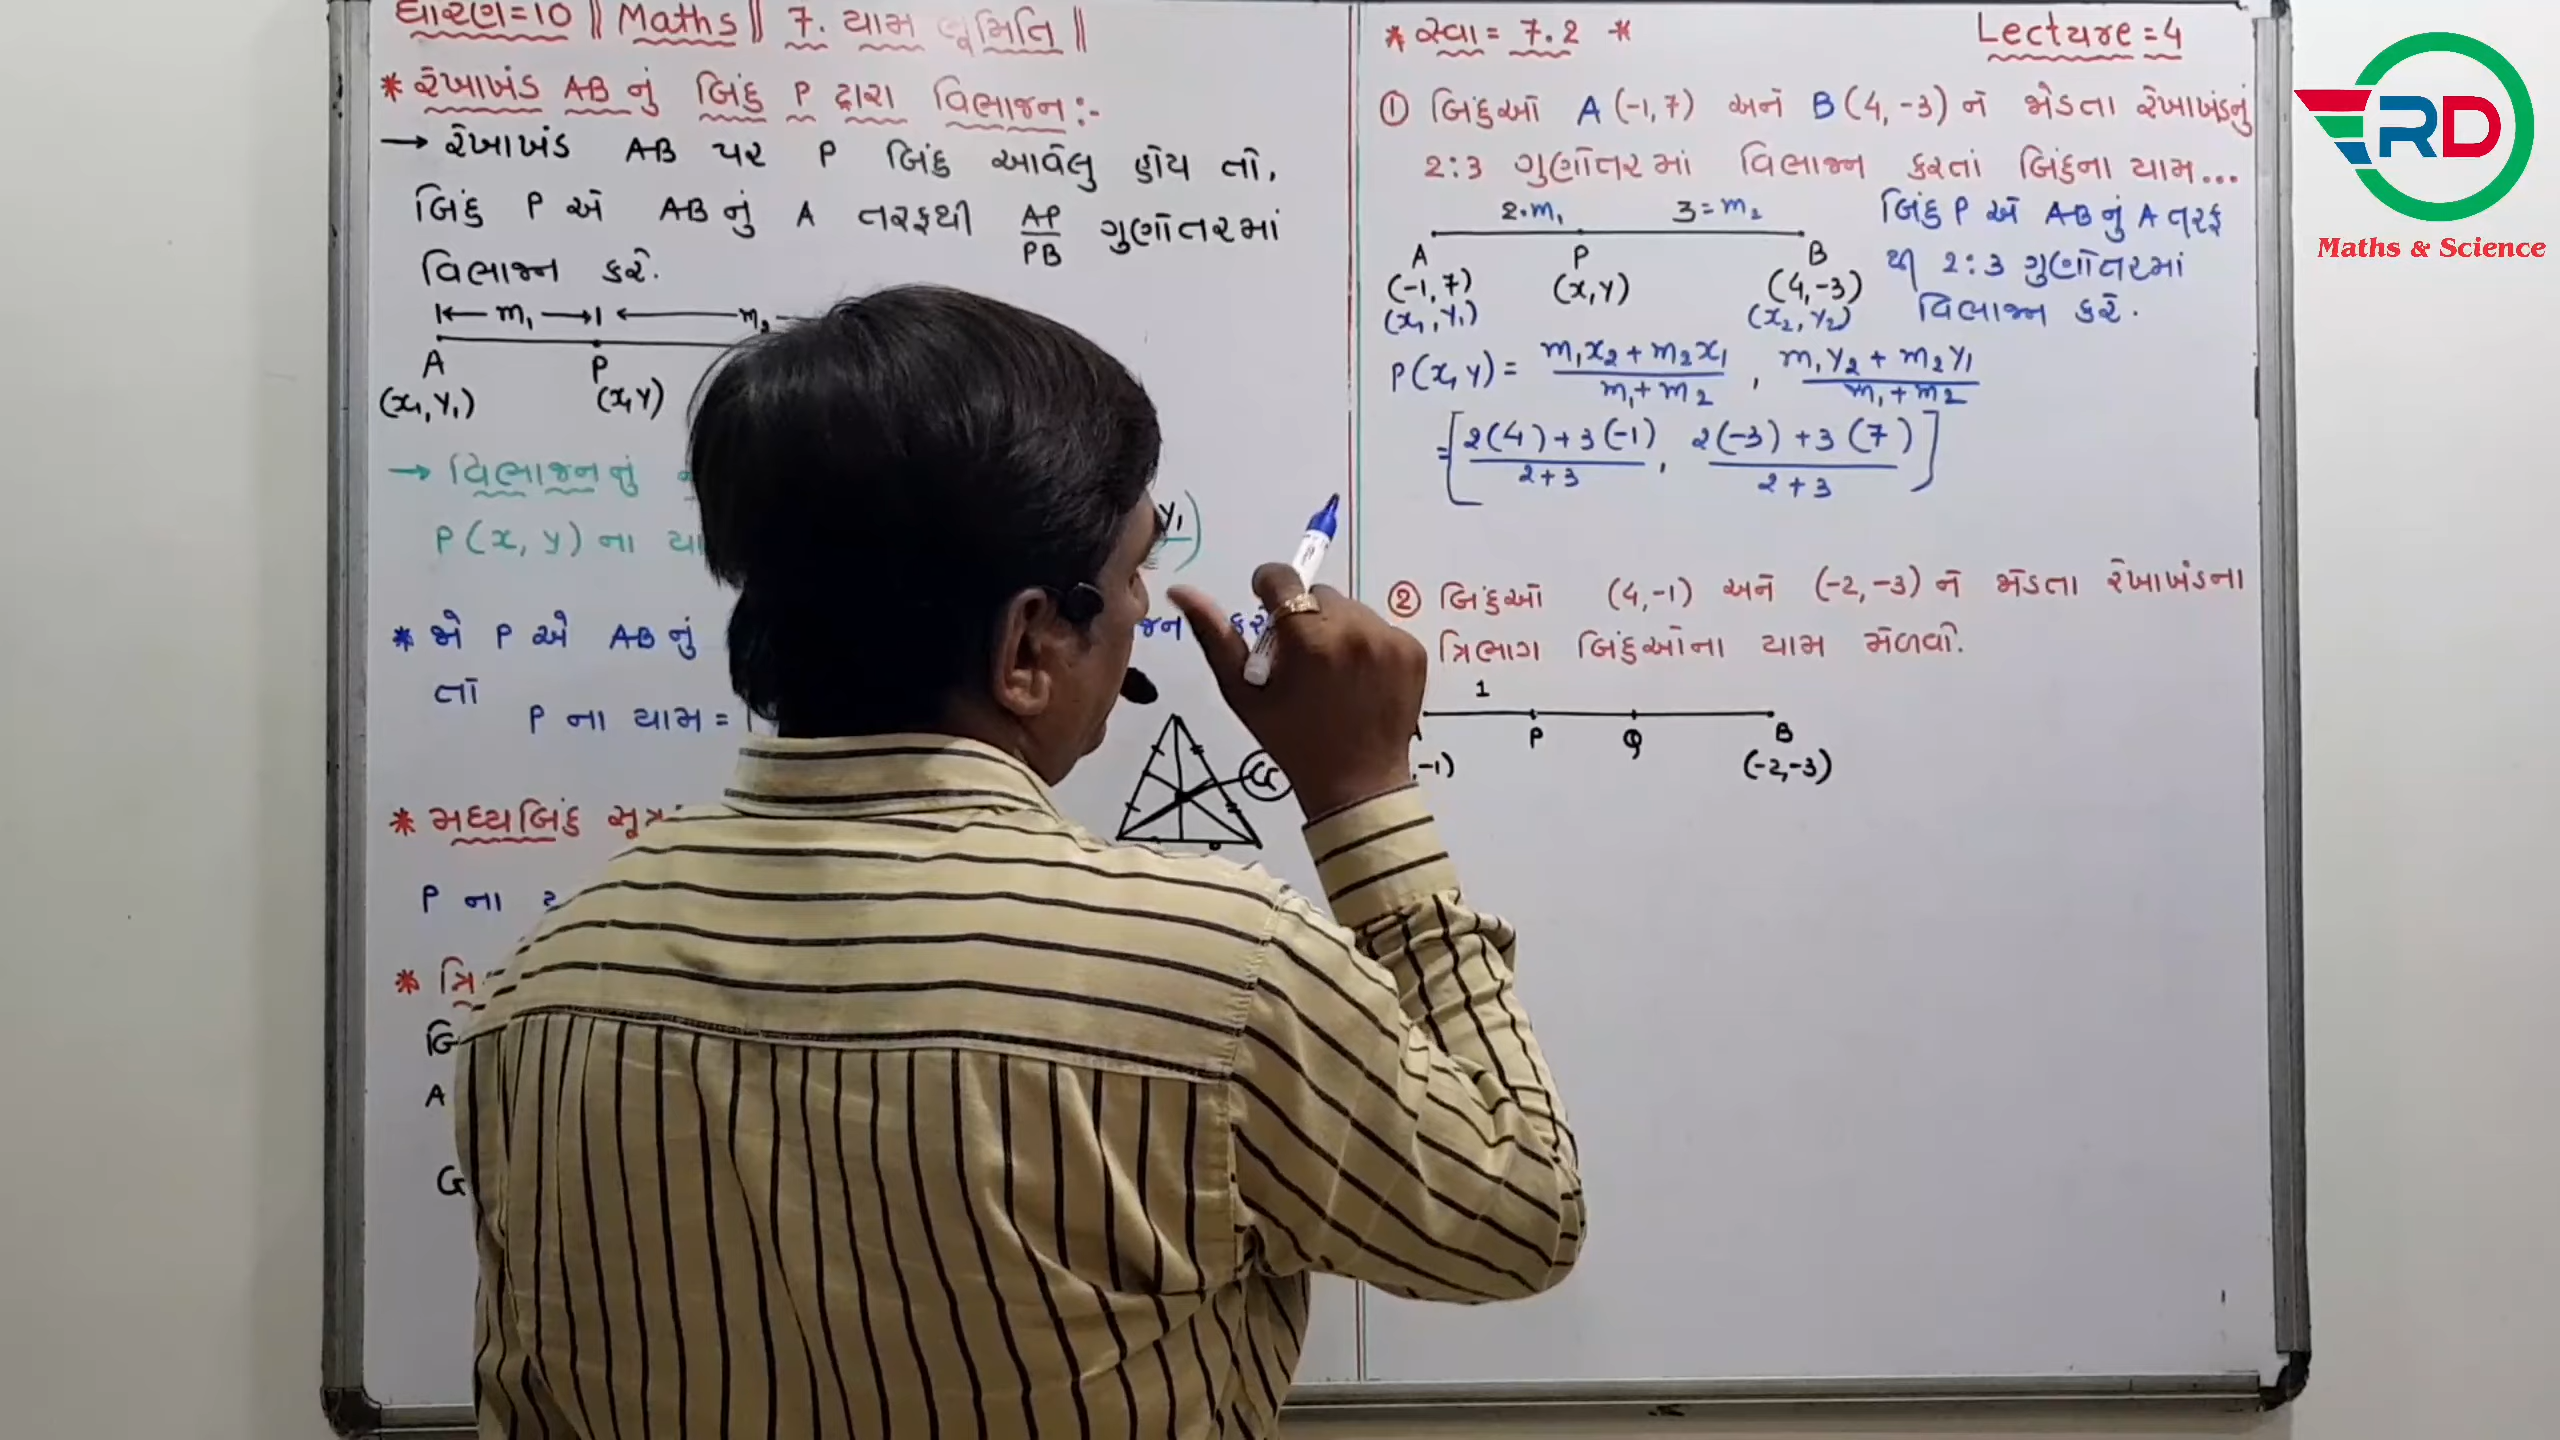 ધોરણ=10 || Maths || 7. યામ ભૂમિતિ ||
* રેખાખંડ AB નું બિંદુ P દ્વારા વિભાજન :-
→ રેખાખંડ AB પર P બિંદુ આવેલુ હોય તો,
બિંદુ P એ AB નું A તરફથી AP/PB ગુણોતરમાં
વિભાજન કરે.
m₁ m₂
A P
(x₁, y₁) (x, y)
→ વિભાજનનું
P(x, y) ના
y₁
* જો P એ AB નું
તો
P ના યામ =
G
* મધ્યબિંદુ
P ના
* ત્રિ
A
G
* સ્વા = 7.2 * Lecture = 4
① બિંદુઓ A (-1, 7) અને B (4, -3) ને જોડતા રેખાખંડનું
2:3 ગુણોતરમાં વિભાજન કરતાં બિંદુના યામ...
2=m₁ 3=m₂
A P B
(-1, 7) (x, y) (4, -3)
(x₁, y₁) (x₂, y₂)
બિંદુ P એ AB નું A તરફ
થી 2:3 ગુણોતરમાં
વિભાજન કરે.
P(x, y) = m₁x₂ + m₂x₁ / m₁ + m₂ , m₁y₂ + m₂y₁ / m₁ + m₂
= [ 2(4) + 3(-1) / 2+3 , 2(-3) + 3(7) / 2+3 ]
② બિંદુઓ (4, -1) અને (-2, -3) ને જોડતા રેખાખંડના
ત્રિભાગ બિંદુઓના યામ મેળવો.
1
P Q B
, -1) (-2, -3)
RD
Maths & Science